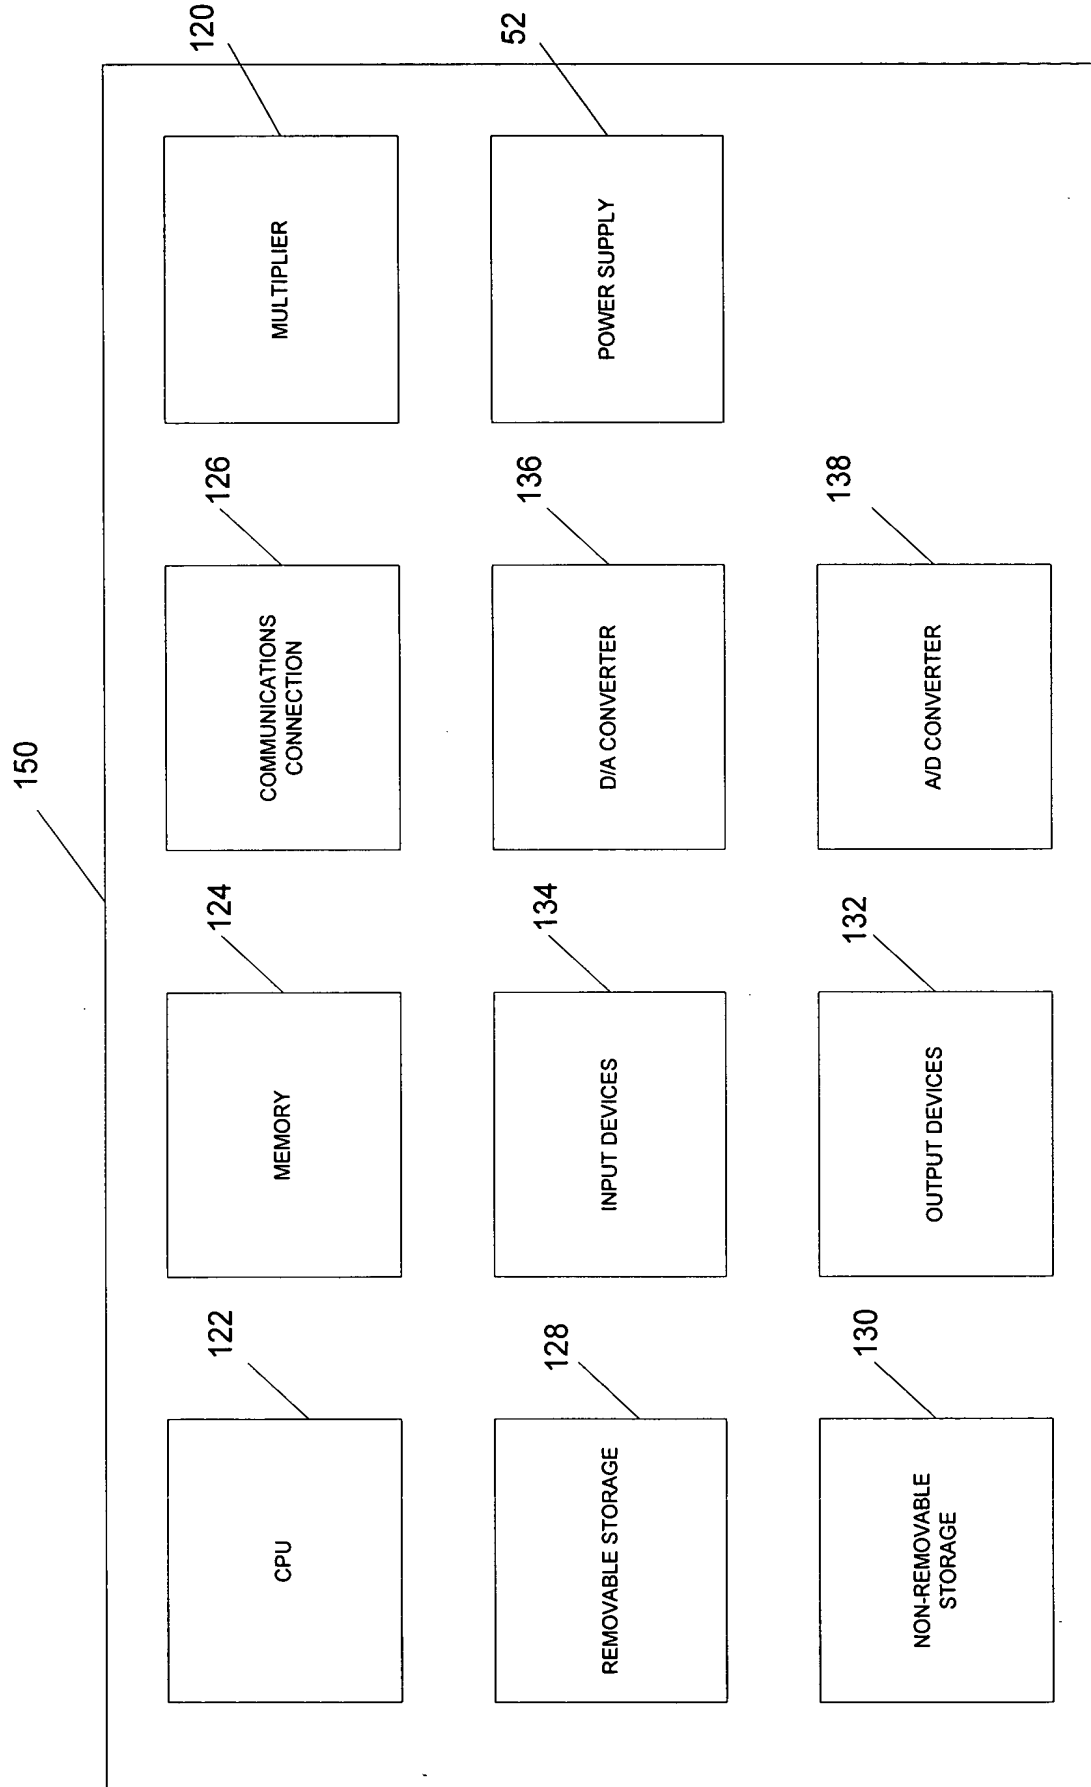 150
122
CPU
124
MEMORY
126
COMMUNICATIONS
CONNECTION
120
MULTIPLIER
128
REMOVABLE STORAGE
134
INPUT DEVICES
136
D/A CONVERTER
52
POWER SUPPLY
130
NON-REMOVABLE
STORAGE
132
OUTPUT DEVICES
138
A/D CONVERTER